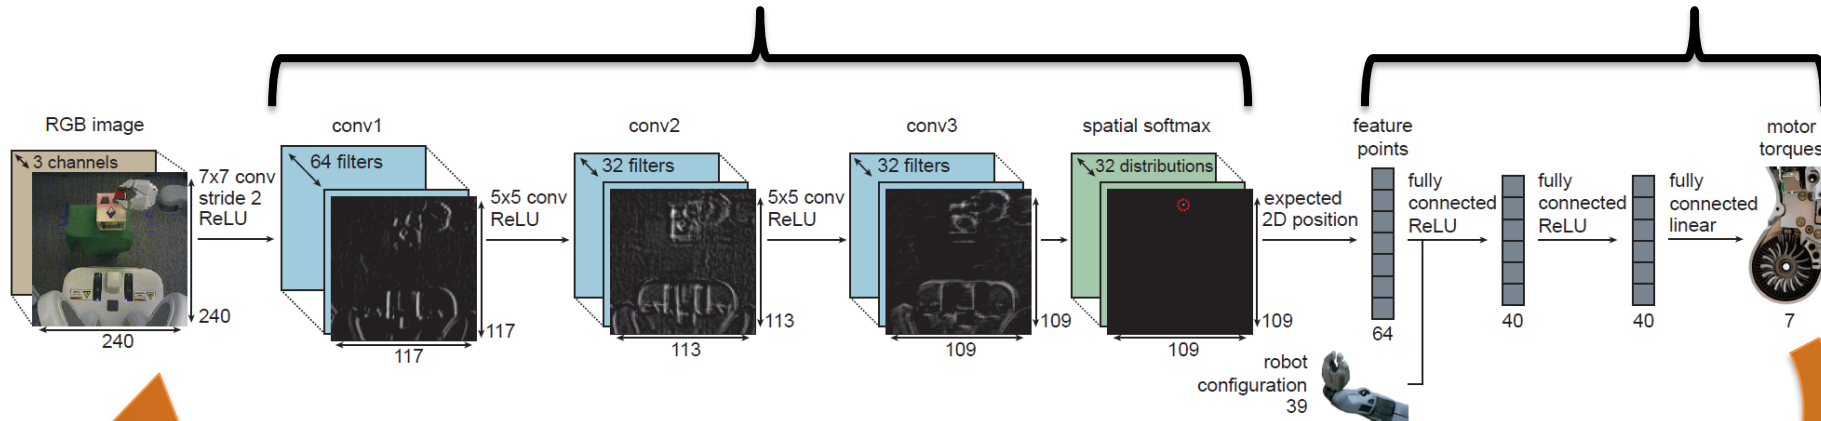 RGB image
3 channels
240
240
7x7 conv
stride 2
ReLU
conv1
64 filters
117
117
5x5 conv
ReLU
conv2
32 filters
113
113
5x5 conv
ReLU
conv3
32 filters
109
109
spatial softmax
32 distributions
109
109
expected
2D position
feature
points
64
robot
configuration
39
fully
connected
ReLU
40
fully
connected
ReLU
40
fully
connected
linear
motor
torques
7